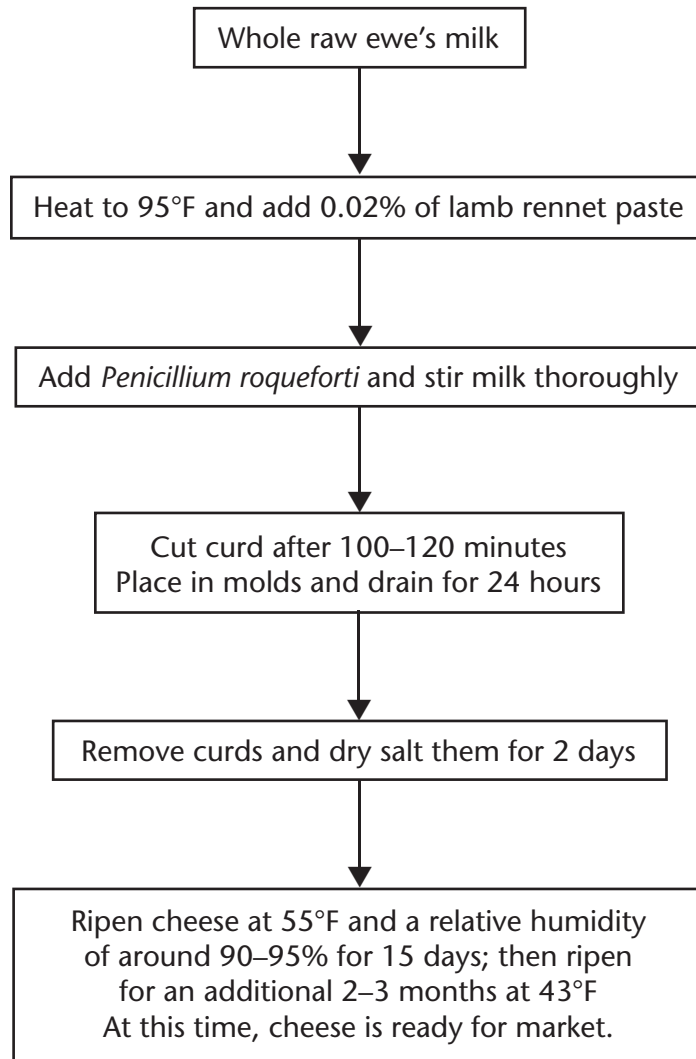 Whole raw ewe’s milk
Heat to 95°F and add 0.02% of lamb rennet paste
Add Penicillium roqueforti and stir milk thoroughly
Cut curd after 100–120 minutes
Place in molds and drain for 24 hours
Remove curds and dry salt them for 2 days
Ripen cheese at 55°F and a relative humidity
of around 90–95% for 15 days; then ripen
for an additional 2–3 months at 43°F
At this time, cheese is ready for market.